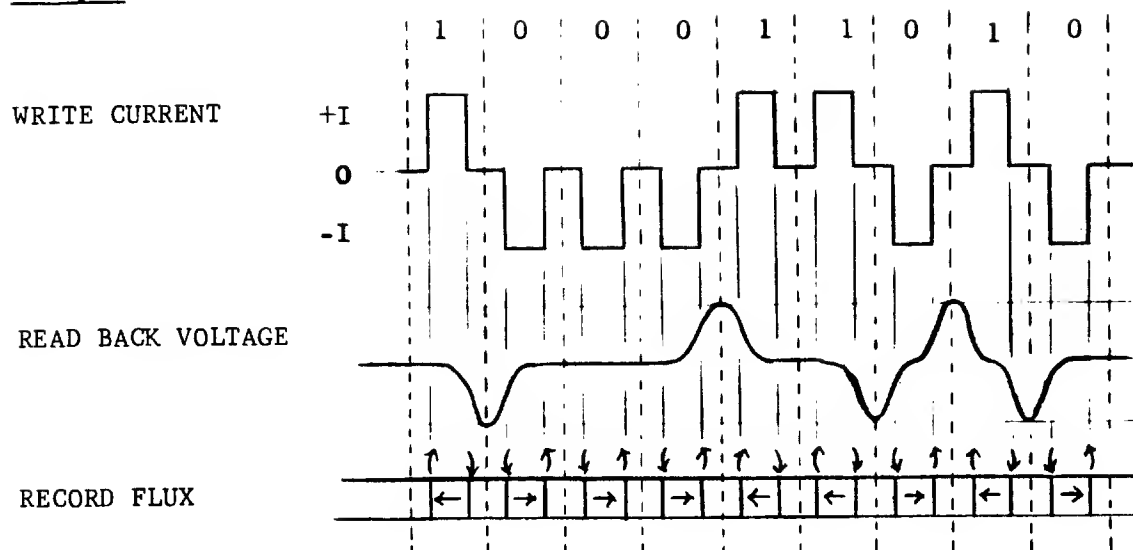 1 0 0 0 1 1 0 1 0
WRITE CURRENT +I
0
-I
READ BACK VOLTAGE
RECORD FLUX